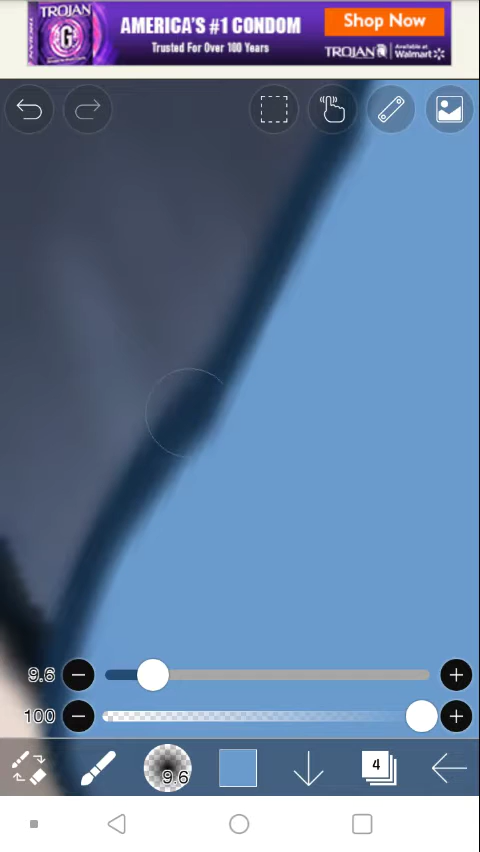 TROJAN
TROJAN
G
AMERICA'S #1 CONDOM
Trusted For Over 100 Years
Shop Now
TROJAN
Available at
Walmart
9.6
100
9.6
4